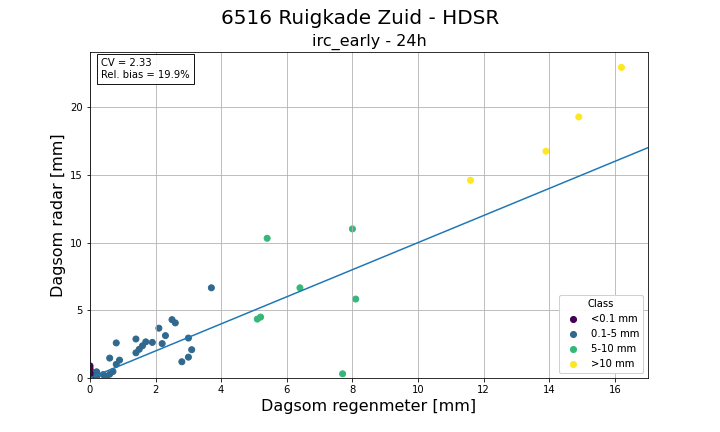 6516 Ruigkade Zuid - HDSR
irc_early - 24h
CV = 2.33
Rel. bias = 19.9%
Dagsom radar [mm]
20
15
10
5
0
0 2 4 6 8 10 12 14 16
Dagsom regenmeter [mm]
Class
<0.1 mm
0.1-5 mm
5-10 mm
>10 mm